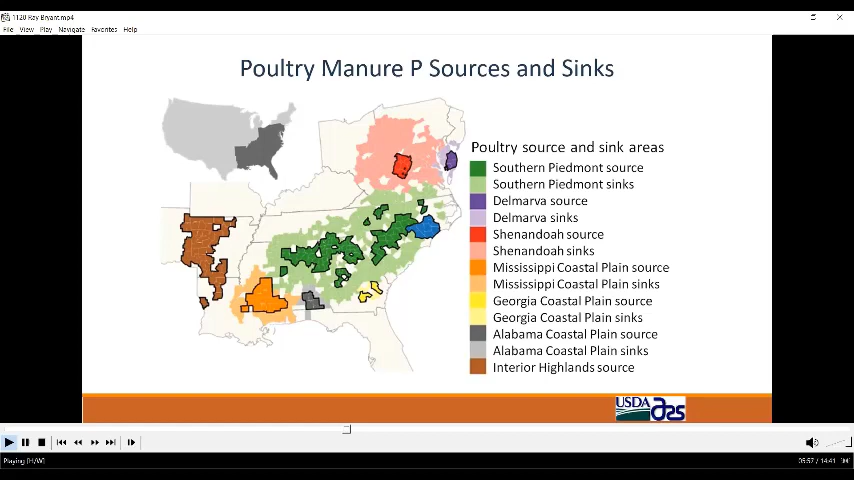 1120 Ray Bryant.mp4
File View Play Navigate Favorites Help
Poultry Manure P Sources and Sinks
Poultry source and sink areas
Southern Piedmont source
Southern Piedmont sinks
Delmarva source
Delmarva sinks
Shenandoah source
Shenandoah sinks
Mississippi Coastal Plain source
Mississippi Coastal Plain sinks
Georgia Coastal Plain source
Georgia Coastal Plain sinks
Alabama Coastal Plain source
Alabama Coastal Plain sinks
Interior Highlands source
USDA ars
Playing [H/W]
05:57 / 14:41